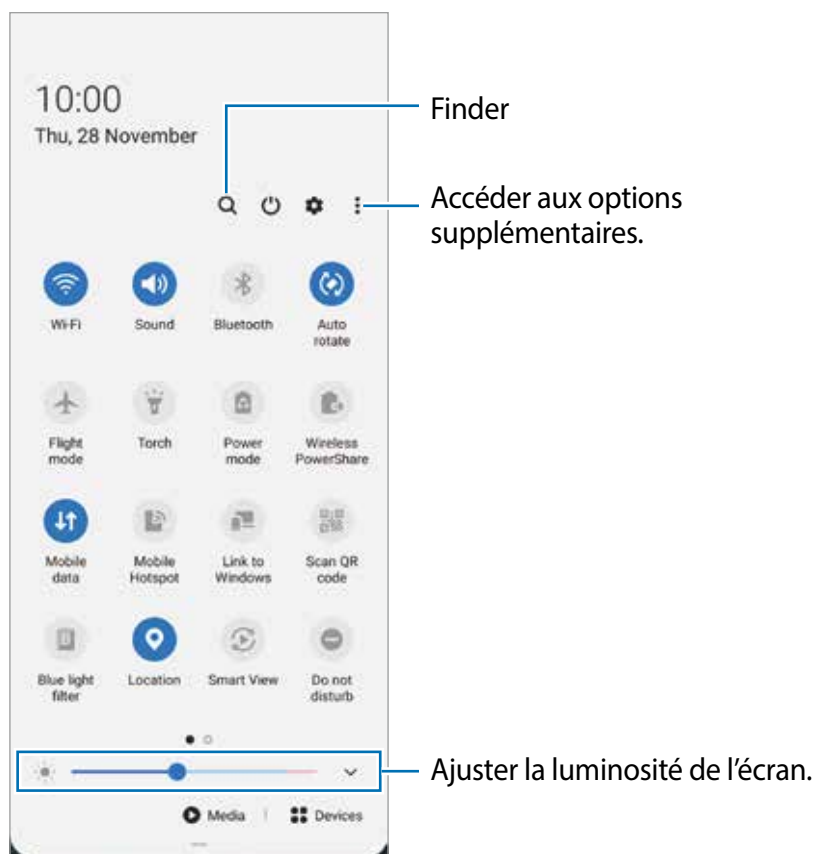 10:00
Thu, 28 November
Finder
Accéder aux options
supplémentaires.
Wi-Fi
Sound
Bluetooth
Auto
rotate
Flight
mode
Torch
Power
mode
Wireless
PowerShare
Mobile
data
Mobile
Hotspot
Link to
Windows
Scan QR
code
Blue light
filter
Location
Smart View
Do not
disturb
Ajuster la luminosité de l'écran.
Media
Devices